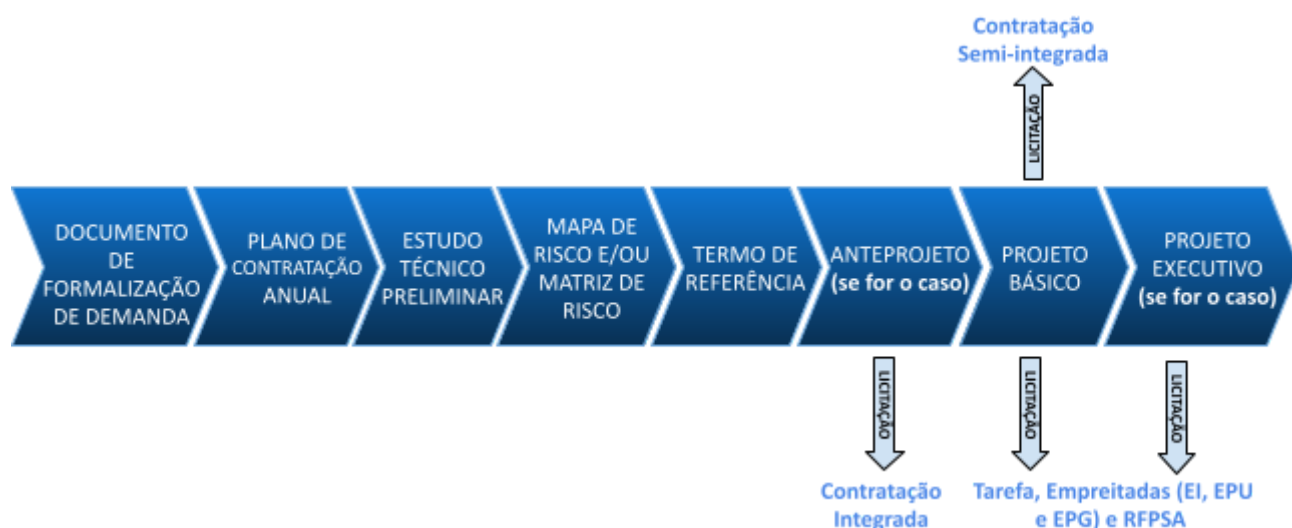 Contratação
Semi-integrada
LICITAÇÃO
DOCUMENTO
DE
FORMALIZAÇÃO
DE DEMANDA
PLANO DE
CONTRATAÇÃO
ANUAL
ESTUDO
TÉCNICO
PRELIMINAR
MAPA DE
RISCO E/OU
MATRIZ DE
RISCO
TERMO DE
REFERÊNCIA
ANTEPROJETO
(se for o caso)
PROJETO
BÁSICO
PROJETO
EXECUTIVO
(se for o caso)
LICITAÇÃO
LICITAÇÃO
LICITAÇÃO
Contratação
Integrada
Tarefa, Empreitadas (EI, EPU
e EPG) e RFPSA